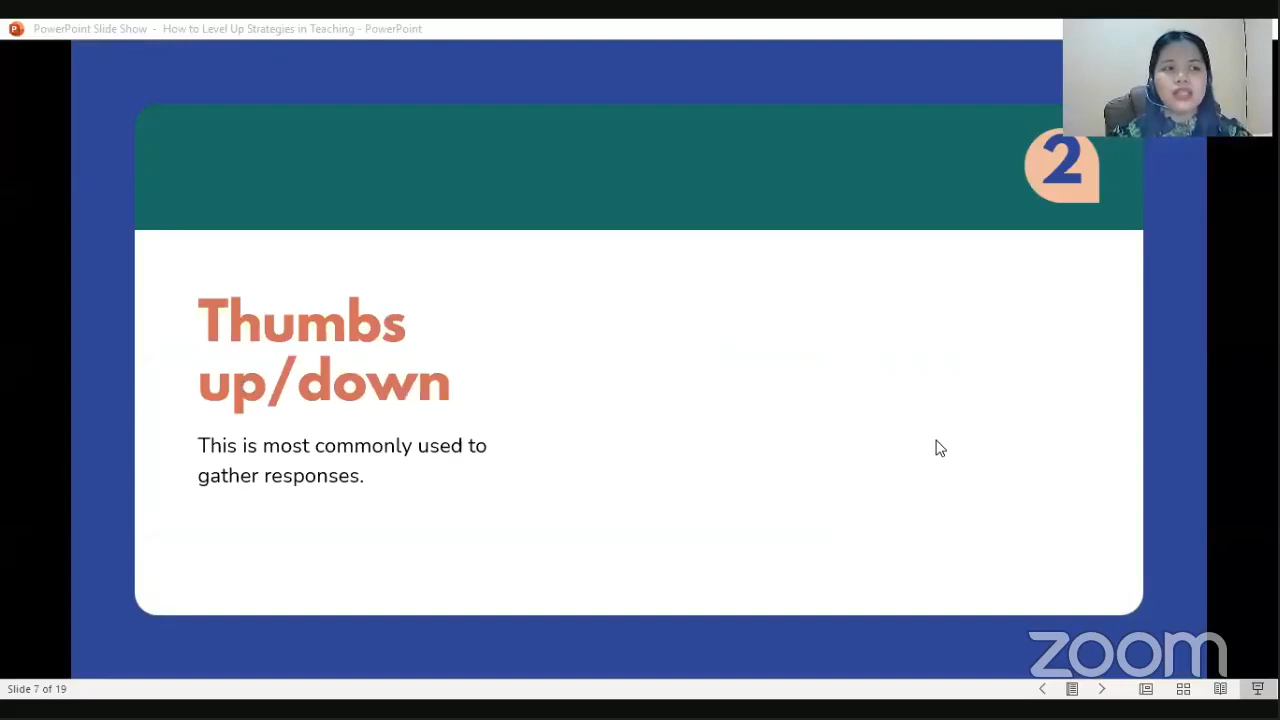 PowerPoint Slide Show - How to Level Up Strategies in Teaching - PowerPoint
2
Thumbs
up/down
This is most commonly used to
gather responses.
zoom
Slide 7 of 19